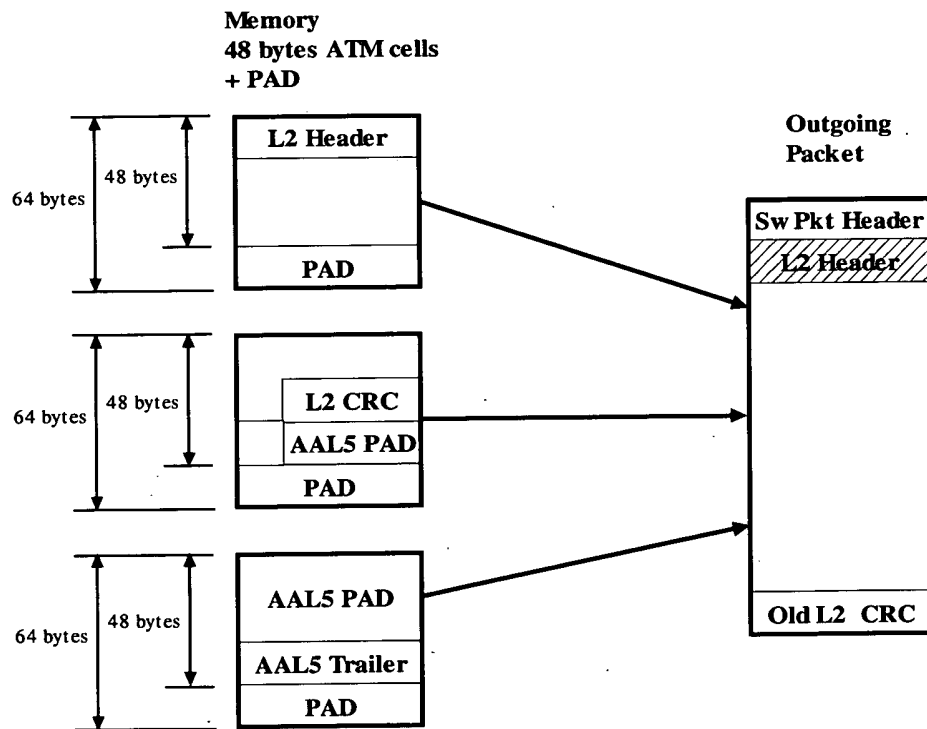 Memory
48 bytes ATM cells
+ PAD
L2 Header
48 bytes
64 bytes
PAD
L2 CRC
48 bytes
64 bytes
AAL5 PAD
PAD
AAL5 PAD
48 bytes
64 bytes
AAL5 Trailer
PAD
Outgoing
Packet
Sw Pkt Header
L2 Header
Old L2 CRC